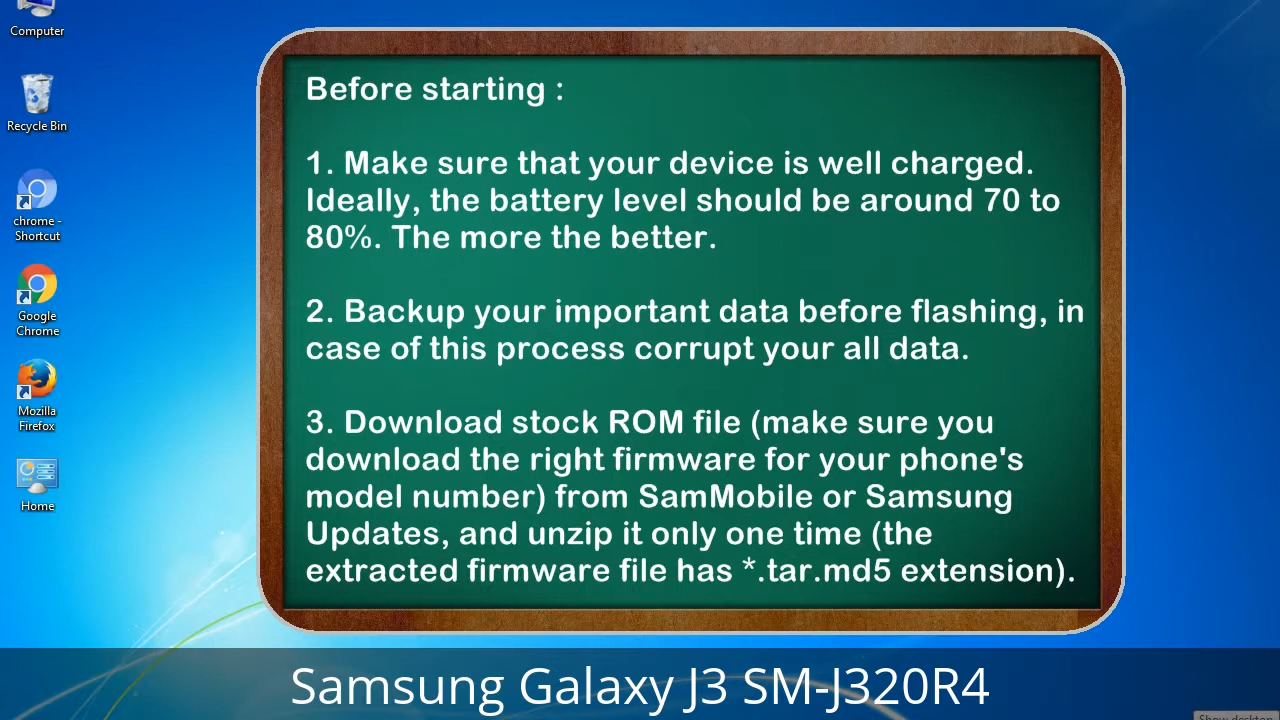 Computer
Recycle Bin
chrome -
Shortcut
Google
Chrome
Mozilla
Firefox
Home
Before starting :
1. Make sure that your device is well charged.
Ideally, the battery level should be around 70 to
80%. The more the better.
2. Backup your important data before flashing, in
case of this process corrupt your all data.
3. Download stock ROM file (make sure you
download the right firmware for your phone's
model number) from SamMobile or Samsung
Updates, and unzip it only one time (the
extracted firmware file has *.tar.md5 extension).
Samsung Galaxy J3 SM-J320R4
Show desktop